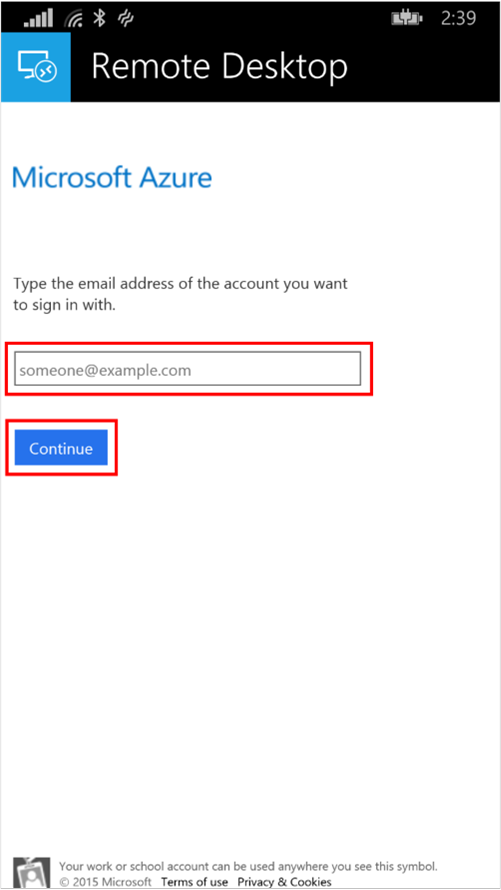 2:39
Remote Desktop
Microsoft Azure
Type the email address of the account you want
to sign in with.
someone@example.com
Continue
Your work or school account can be used anywhere you see this symbol.
© 2015 Microsoft Terms of use Privacy & Cookies